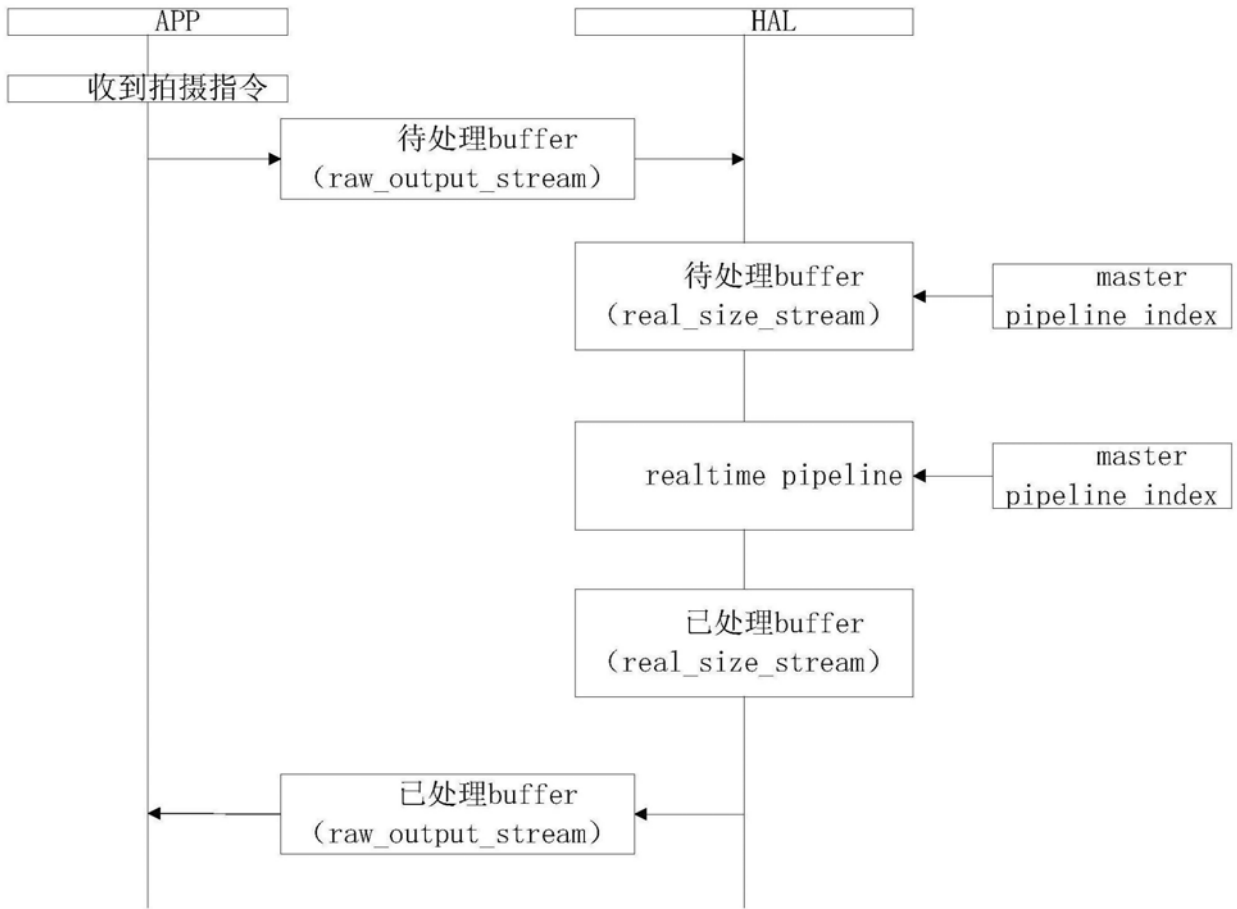 APP
HAL
收到拍摄指令
待处理buffer
（raw_output_stream）
待处理buffer
（real_size_stream）
master
pipeline index
realtime pipeline
master
pipeline index
已处理buffer
（real_size_stream）
已处理buffer
（raw_output_stream）